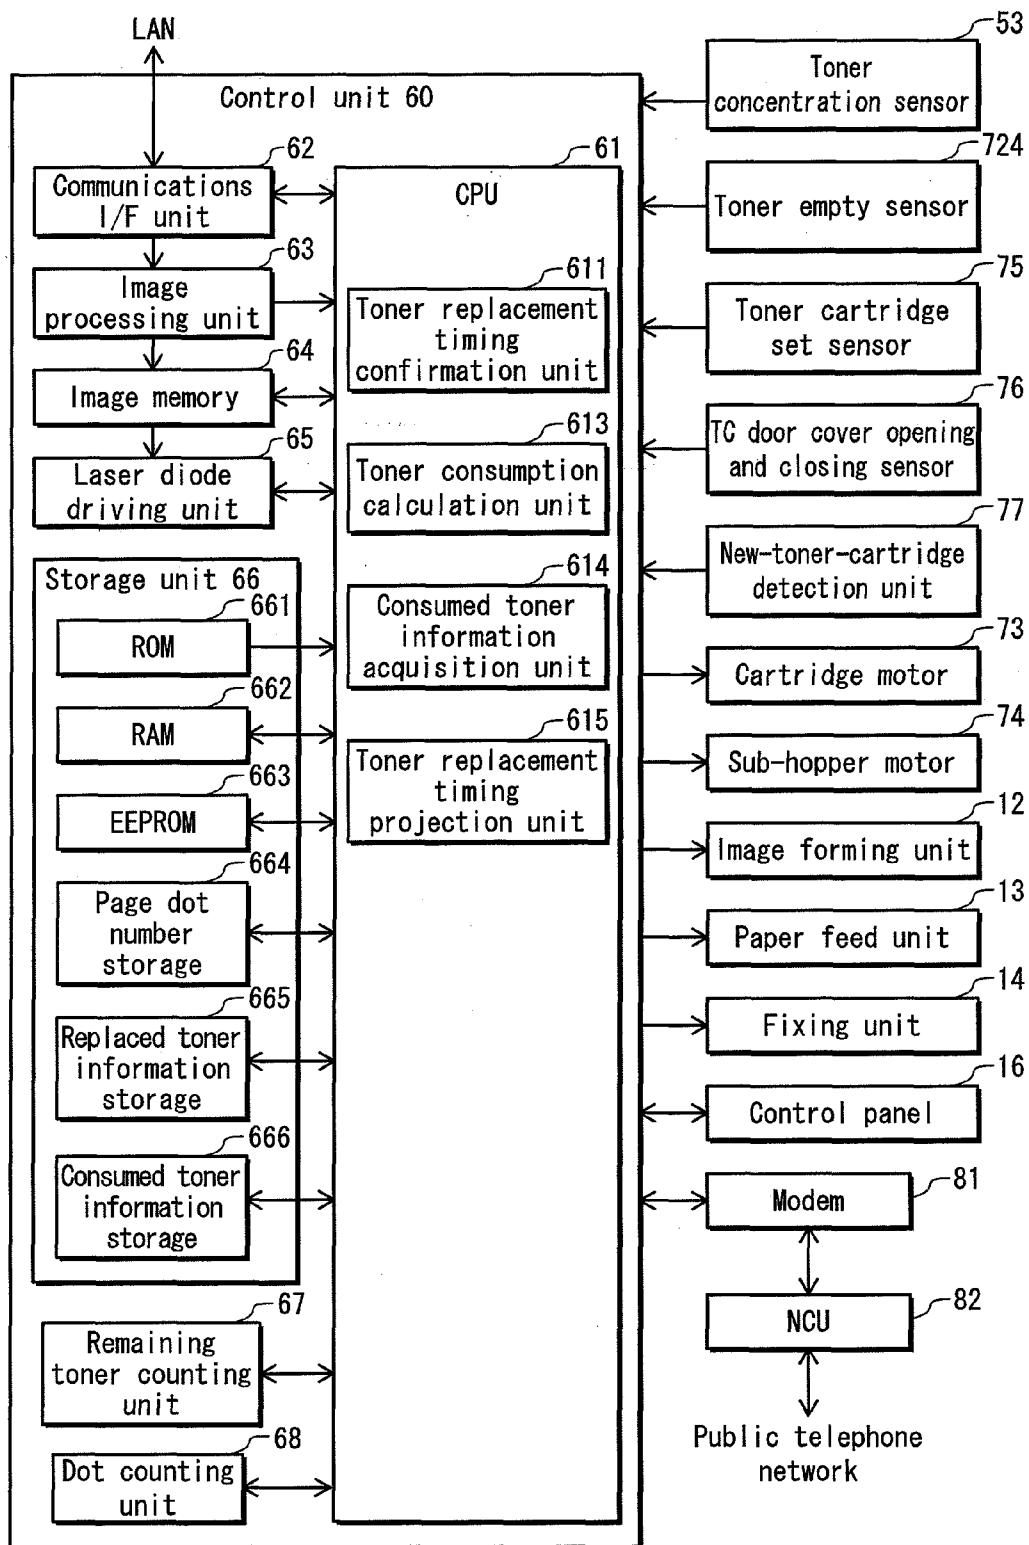 LAN
Control unit 60
62
Communications
I/F unit
63
Image
processing unit
64
Image memory
65
Laser diode
driving unit
Storage unit 66
661
ROM
662
RAM
663
EEPROM
664
Page dot
number
storage
665
Replaced toner
information
storage
666
Consumed toner
information
storage
67
Remaining
toner counting
unit
68
Dot counting
unit
61
CPU
611
Toner replacement
timing
confirmation unit
613
Toner consumption
calculation unit
614
Consumed toner
information
acquisition unit
615
Toner replacement
timing
projection unit
53
Toner
concentration sensor
724
Toner empty sensor
75
Toner cartridge
set sensor
76
TC door cover opening
and closing sensor
77
New-toner-cartridge
detection unit
73
Cartridge motor
74
Sub-hopper motor
12
Image forming unit
13
Paper feed unit
14
Fixing unit
16
Control panel
81
Modem
82
NCU
Public telephone
network